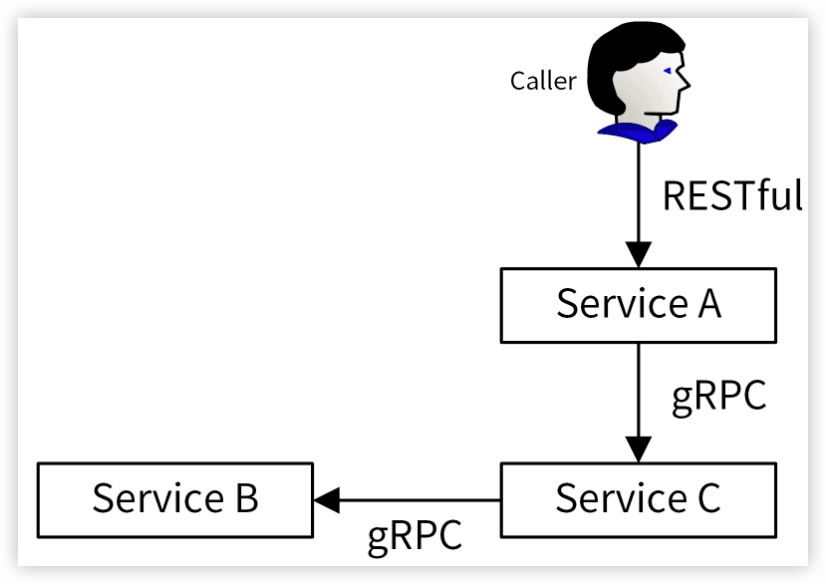 Caller
RESTful
Service A
gRPC
Service B
Service C
gRPC